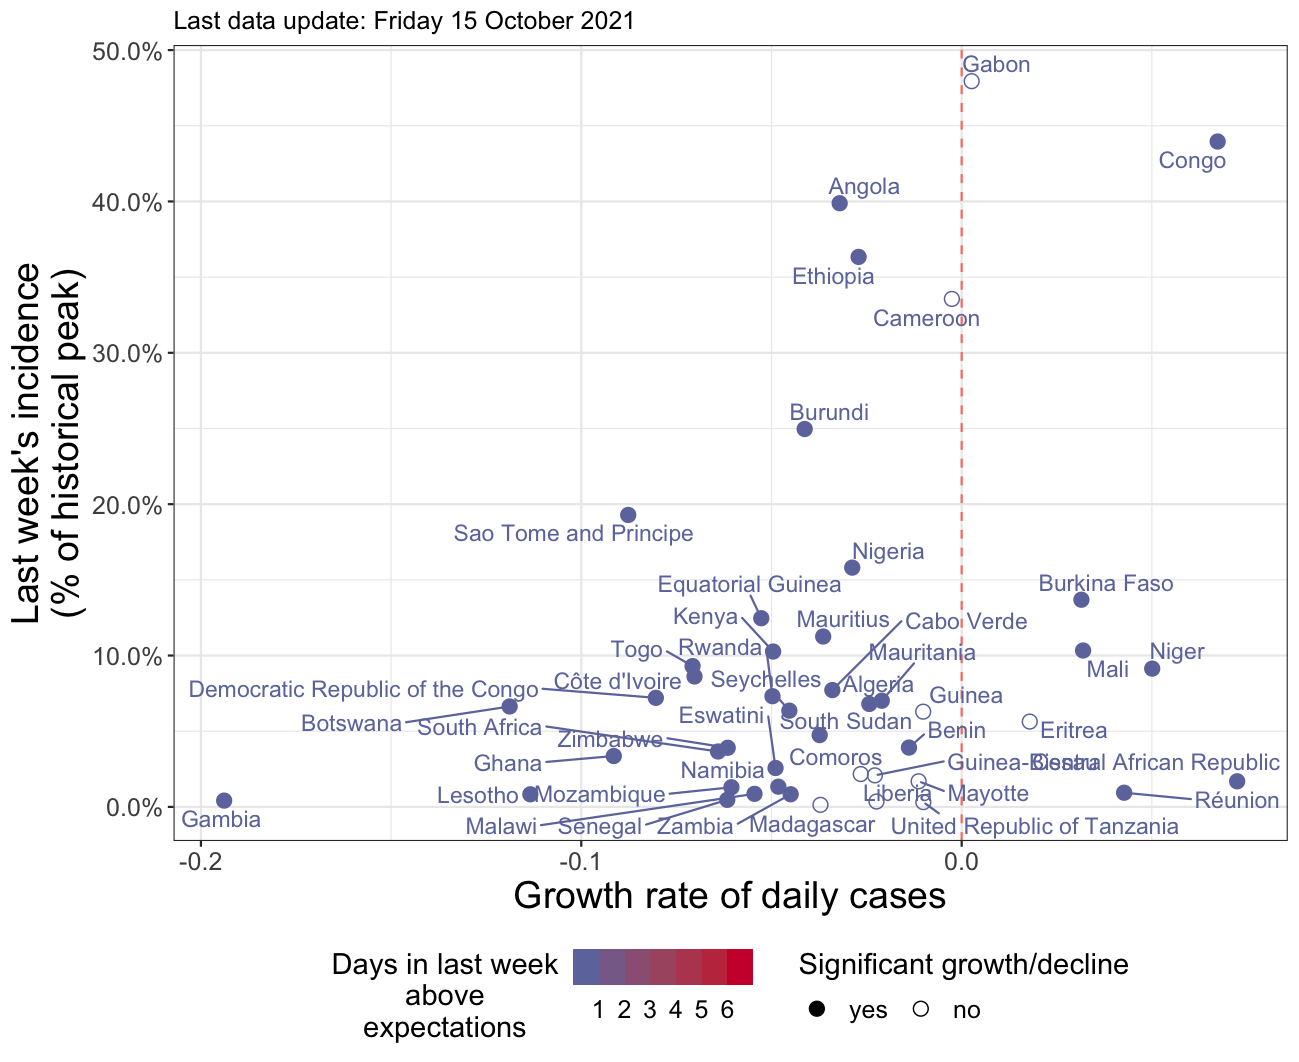 Last data update: Friday 15 October 2021
50.0%
Gabon
Congo
Angola
40.0%
Ethiopia
Cameroon
30.0%
Burundi
20.0%
Sao Tome and Principe
Nigeria
Equatorial Guinea
Burkina Faso
Kenya
Mauritius
Cabo Verde
Togo
Rwanda
Mauritania
Niger
10.0%
Mali
Democratic Republic of the Congo
Côte d'Ivoire
Seychelles
Algeria
Guinea
Botswana
South Africa
Eswatini
South Sudan
Benin
Eritrea
Zimbabwe
Ghana
Namibia
Comoros
Guinea-Bissau
Central African Republic
Lesotho
Mozambique
Liberia
Mayotte
Réunion
0.0%
Gambia
Malawi
Senegal
Zambia
Madagascar
United Republic of Tanzania
-0.2
-0.1
0.0
Last week's incidence
(% of historical peak)
Growth rate of daily cases
Days in last week
above
expectations
1 2 3 4 5 6
Significant growth/decline
yes
no